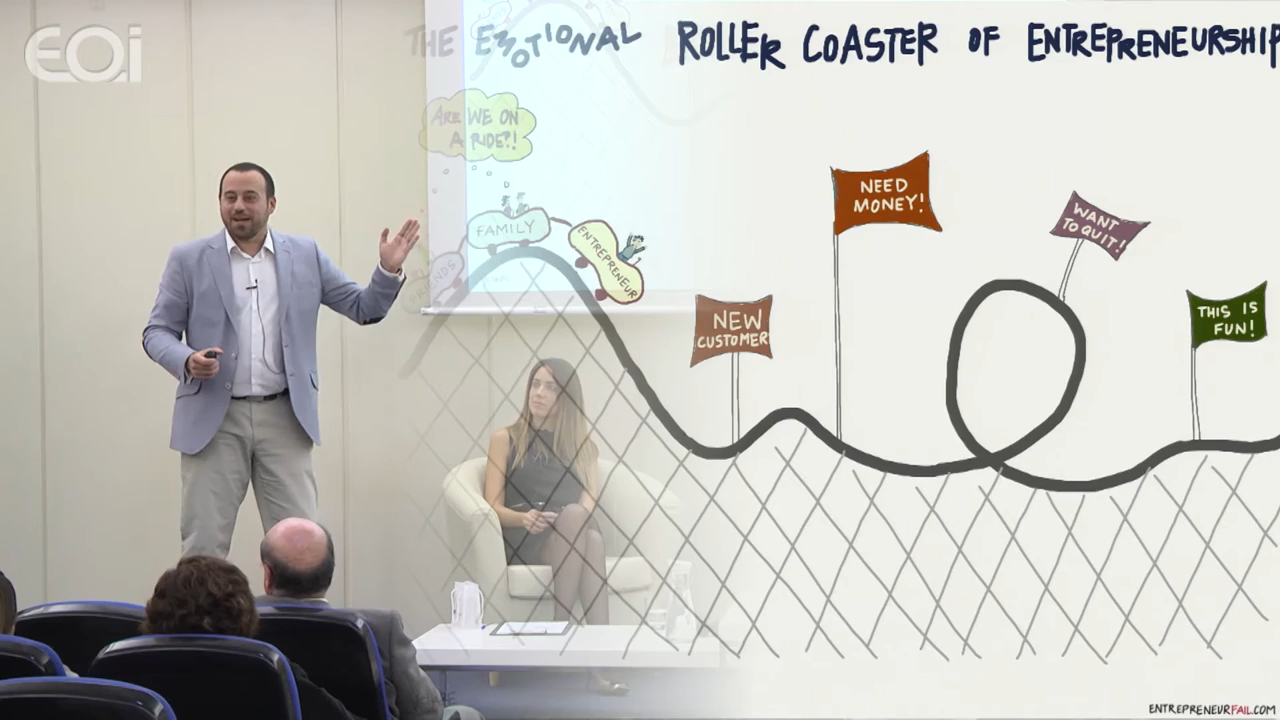 EOi
THE EMOTIONAL ROLLER COASTER OF ENTREPRENEURSHIP
ARE WE ON
A RIDE?!
FAMILY
ENTREPRENEUR
FRIENDS
NEW
CUSTOMER
NEED
MONEY!
WANT
TO QUIT!
THIS IS
FUN!
ENTREPRENEURFAIL.COM